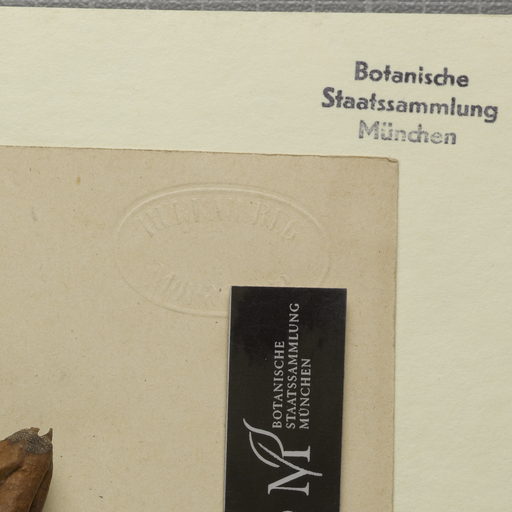 Botanische
Staatssammlung
München
BOTANISCHE
STAATSSAMMLUNG
MÜNCHEN
M